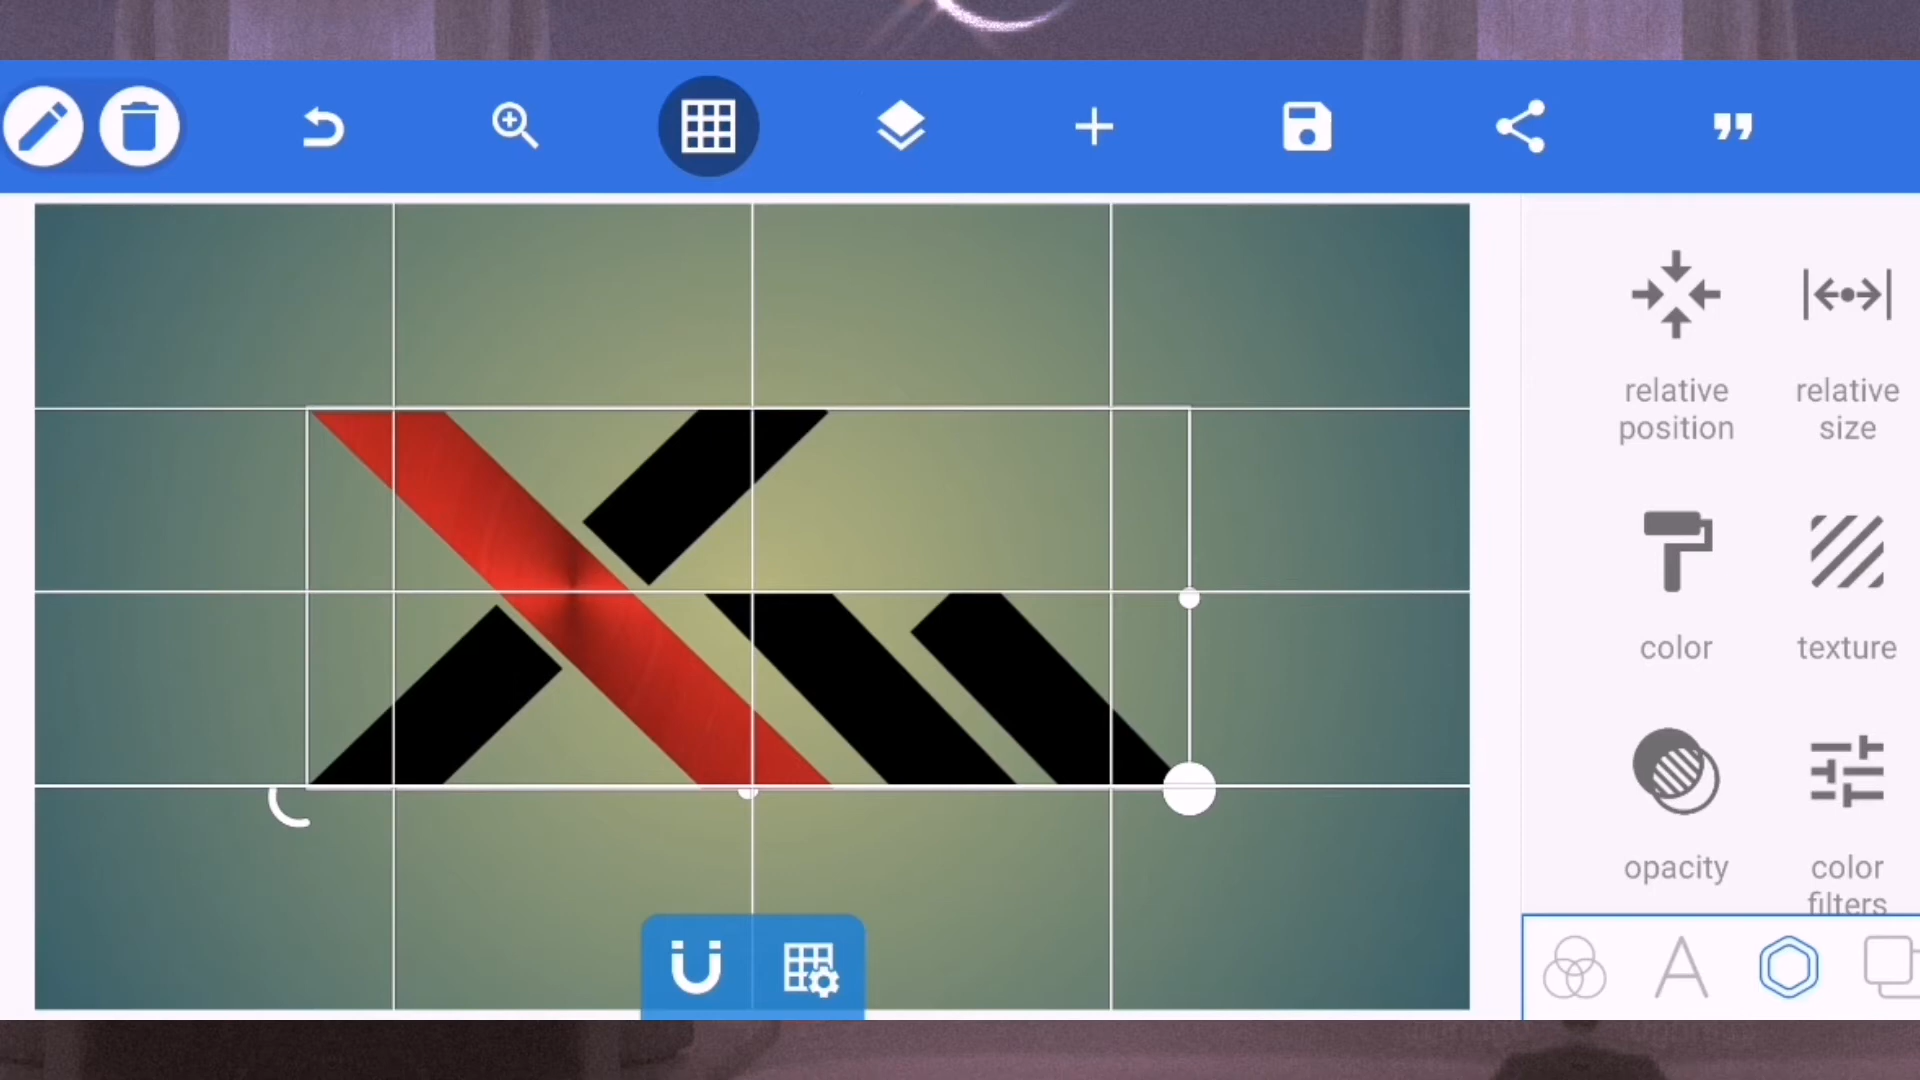 relative
position
relative
size
color
texture
opacity
color
filters